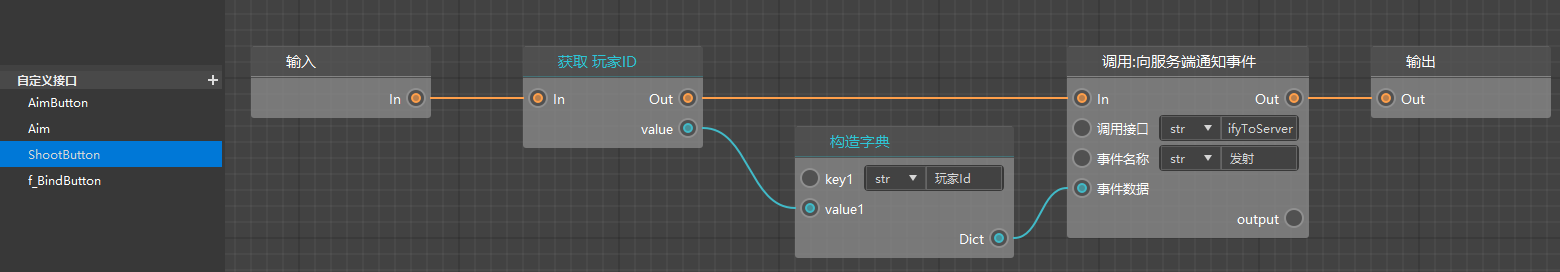 自定义接口 +
AimButton
Aim
ShootButton
f_BindButton
输入
In
获取 玩家ID
In Out
value
构造字典
key1 str 玩家Id
value1
Dict
调用:向服务端通知事件
In Out
调用接口 str ifyToServer
事件名称 str 发射
事件数据
output
输出
Out